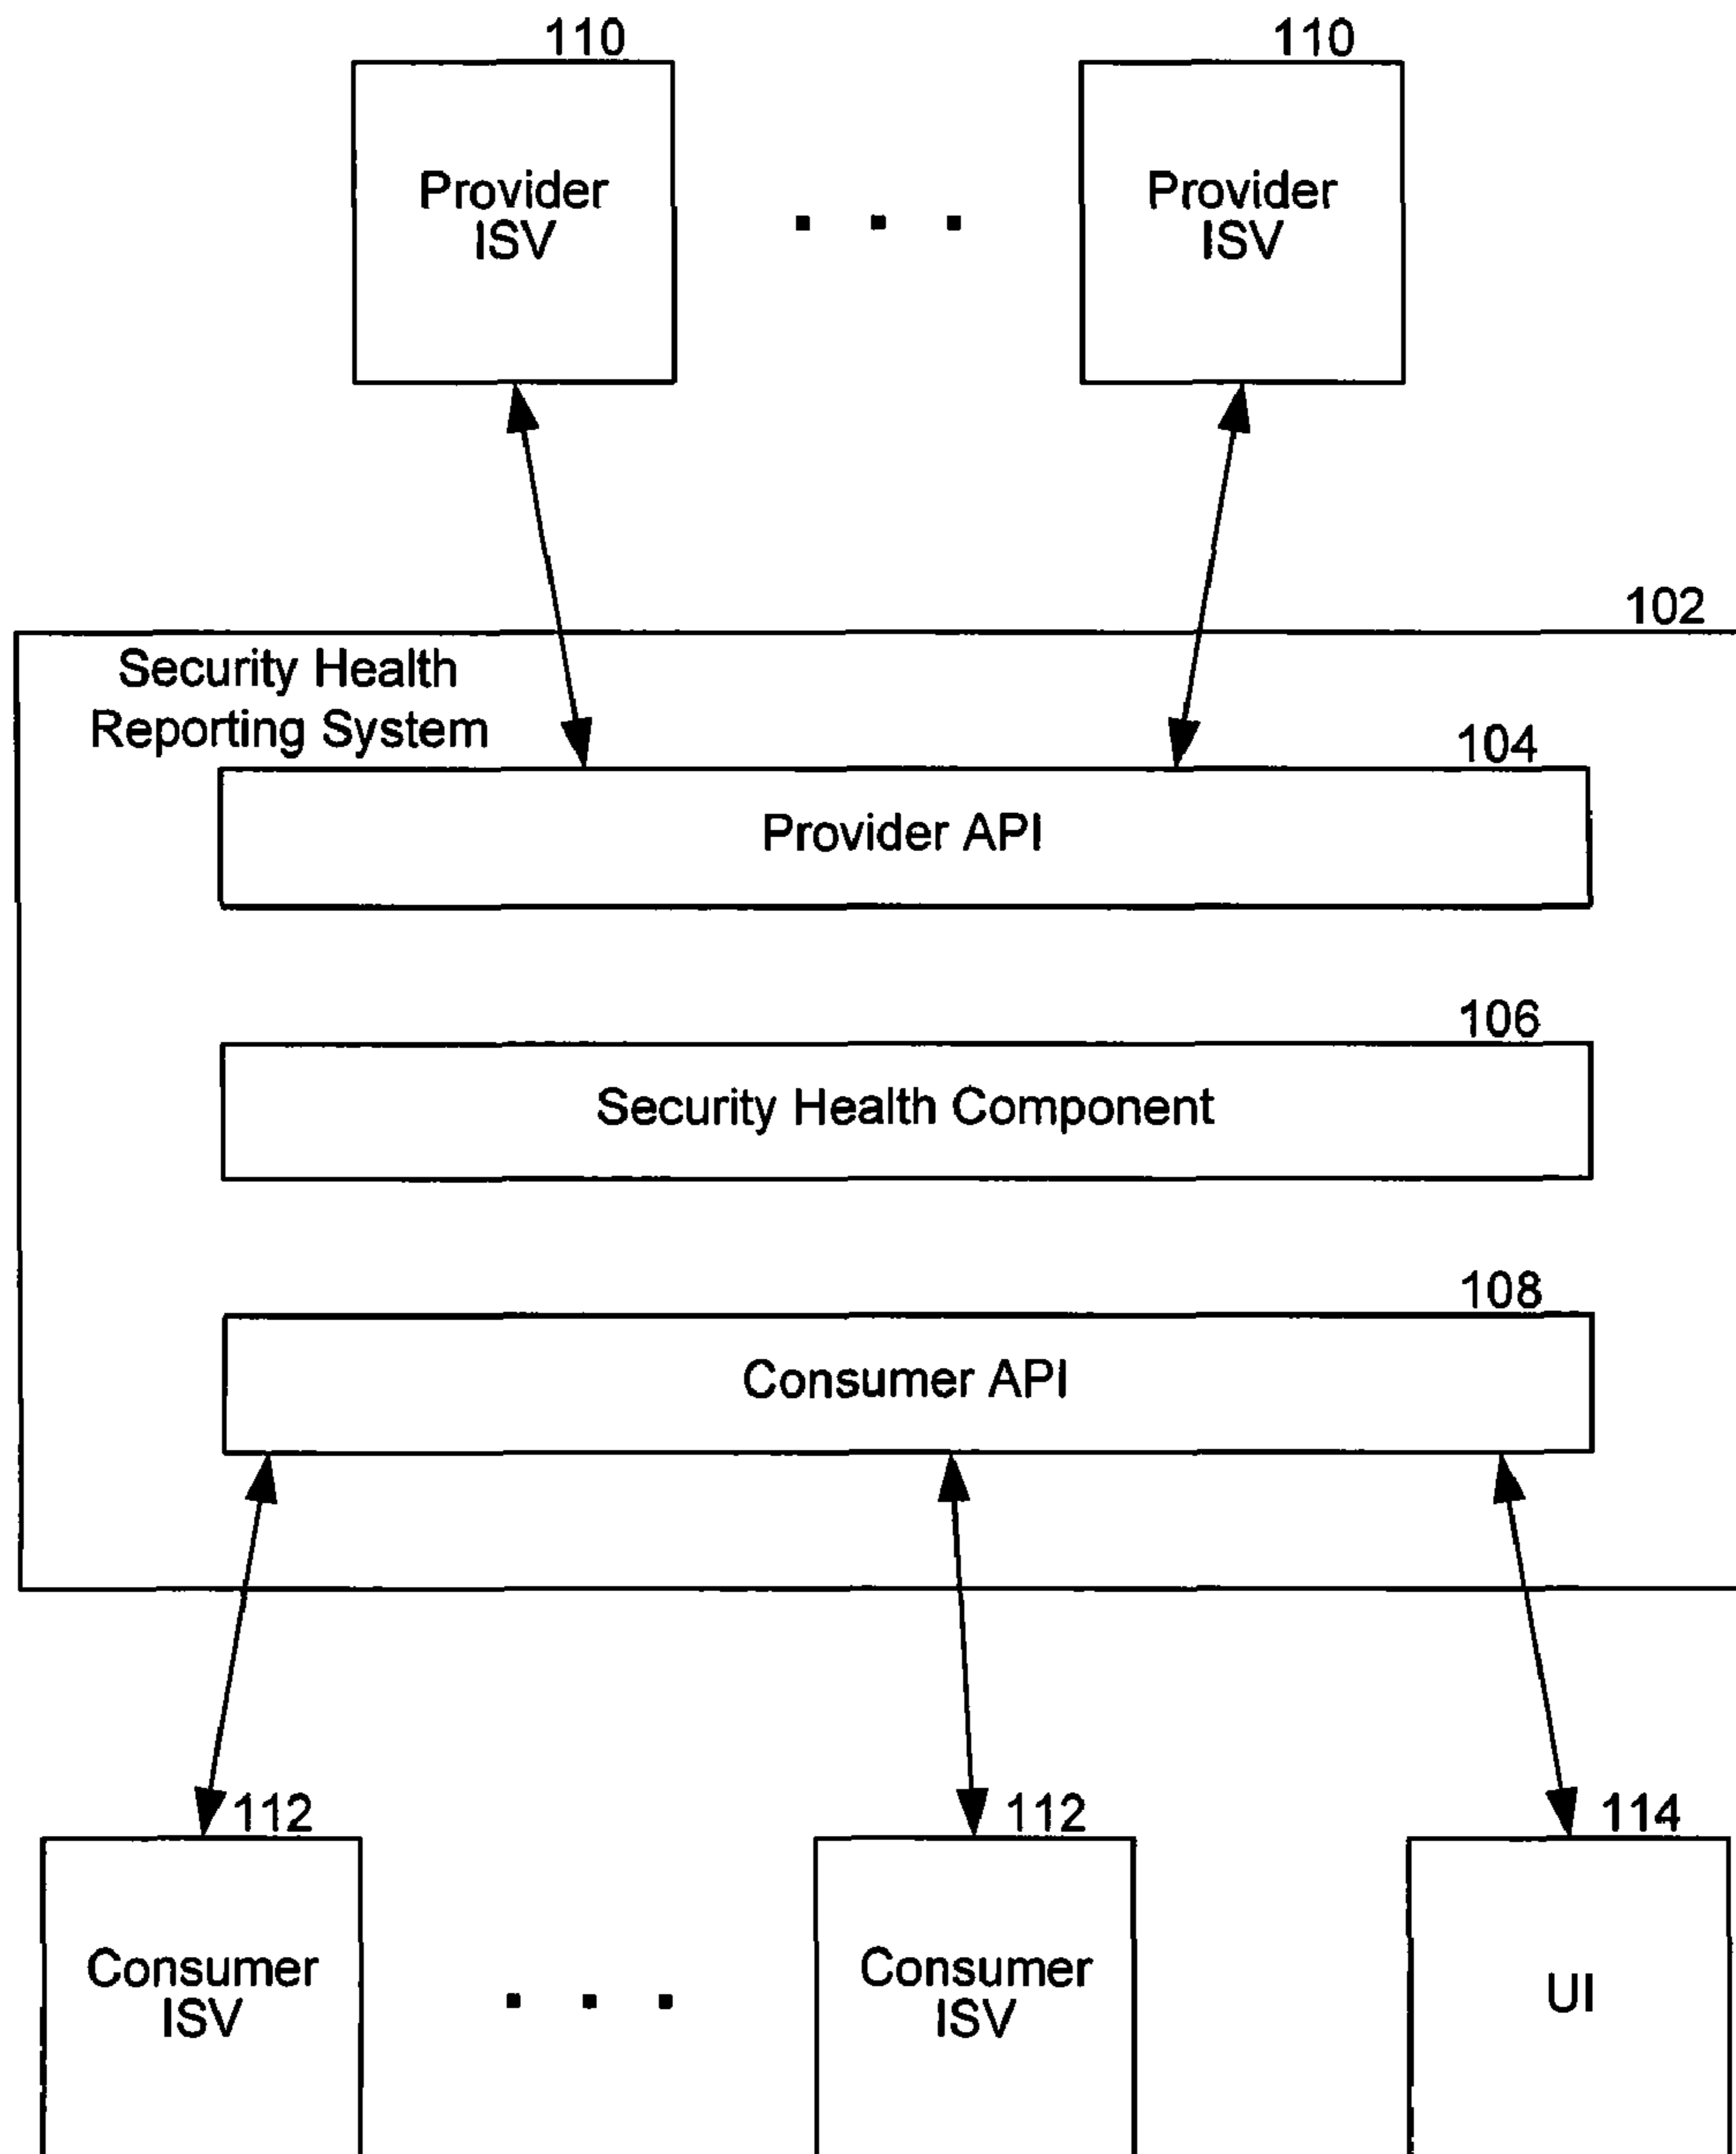 110
110
Provider
ISV
Provider
ISV
102
Security Health
Reporting System
104
Provider API
106
Security Health Component
108
Consumer API
112
112
114
Consumer
ISV
Consumer
ISV
UI